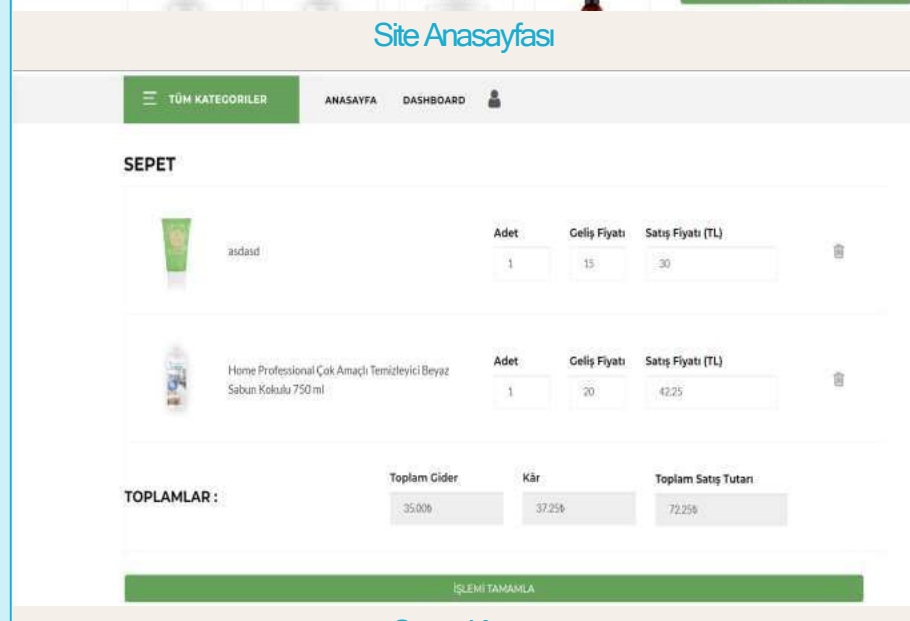 Site Anasayfası
TÜM KATEGORILER ANASAYFA DASHBOARD
SEPET
Adet Geliş Fiyatı Satış Fiyatı (TL)
asdasd
1 15 30
Adet Geliş Fiyatı Satış Fiyatı (TL)
Home Professional Çok Amaçlı Temizleyici Beyaz
Sabun Kokulu 750 ml
1 20 42.25
Toplam Gider Kâr Toplam Satış Tutarı
TOPLAMLAR :
35.00₺ 37.25₺ 72.25₺
İŞLEMİ TAMAMLA